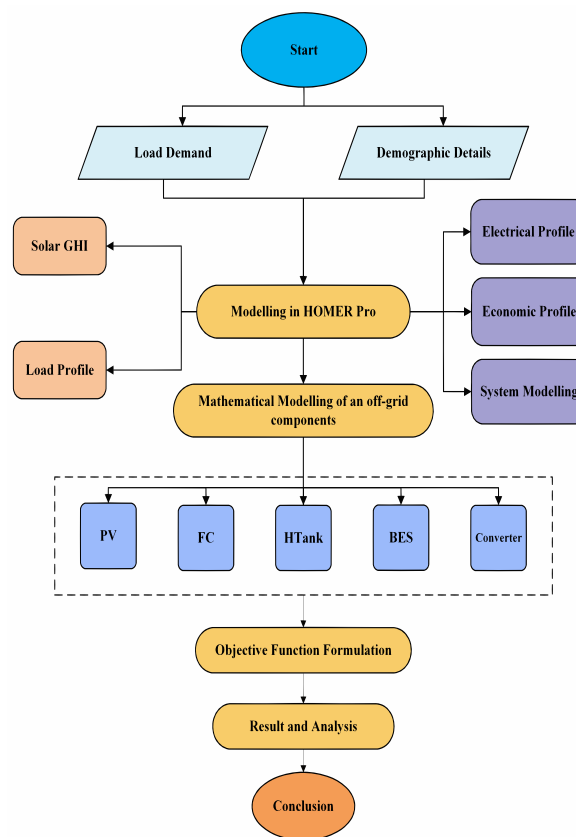 Start
Load Demand
Demographic Details
Solar GHI
Electrical Profile
Modelling in HOMER Pro
Economic Profile
Load Profile
System Modelling
Mathematical Modelling of an off-grid
components
PV
FC
HTank
BES
Converter
Objective Function Formulation
Result and Analysis
Conclusion